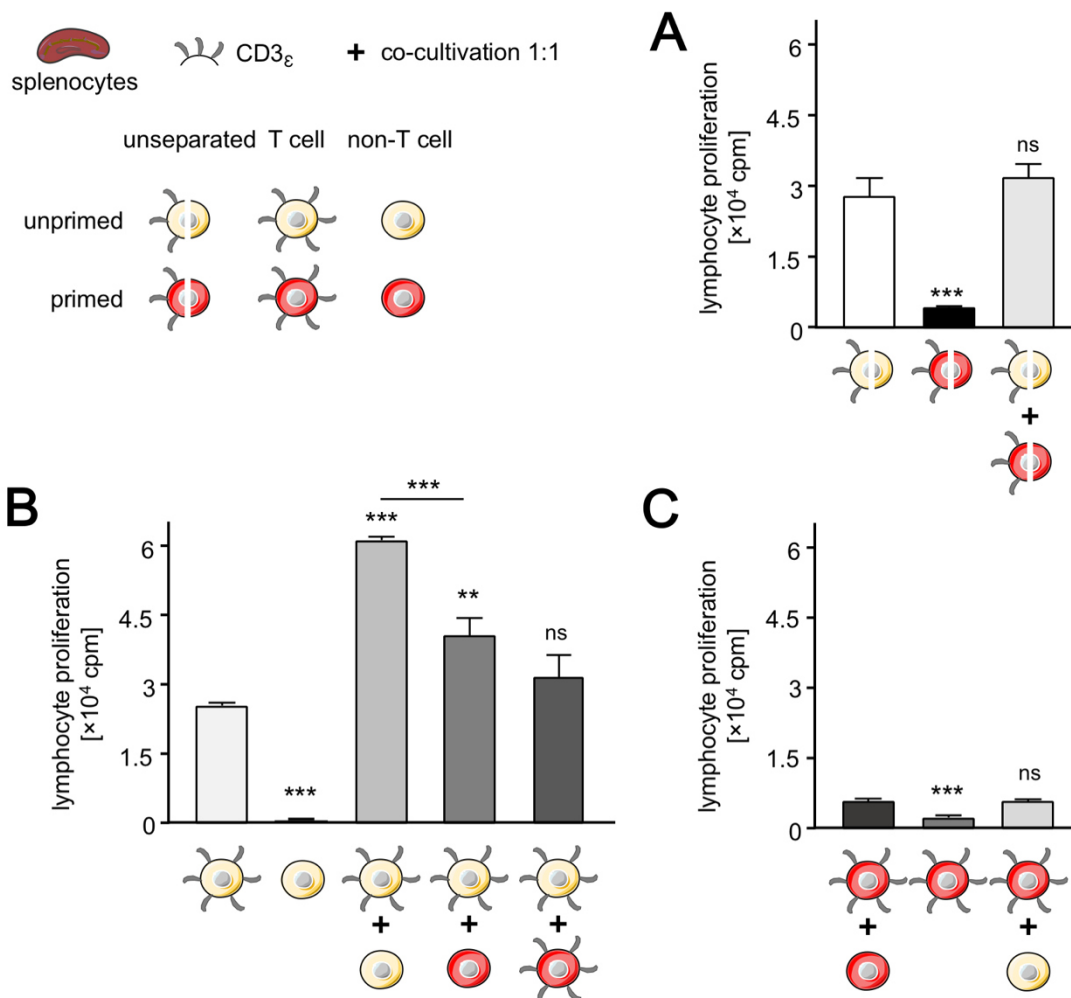 splenocytes
CD3ε
+ co-cultivation 1:1
unseparated T cell non-T cell
unprimed
primed
A
lymphocyte proliferation
[×10⁴ cpm]
6
4.5
3
1.5
0
***
ns
+
B
lymphocyte proliferation
[×10⁴ cpm]
6
4.5
3
1.5
0
***
***
***
**
ns
+ + +
C
lymphocyte proliferation
[×10⁴ cpm]
6
4.5
3
1.5
0
***
ns
+ +